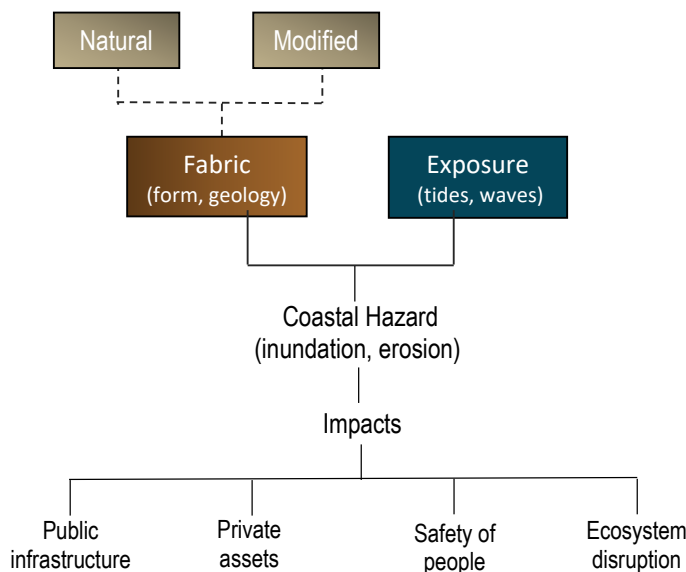 Natural
Modified
Fabric
(form, geology)
Exposure
(tides, waves)
Coastal Hazard
(inundation, erosion)
Impacts
Public
infrastructure
Private
assets
Safety of
people
Ecosystem
disruption